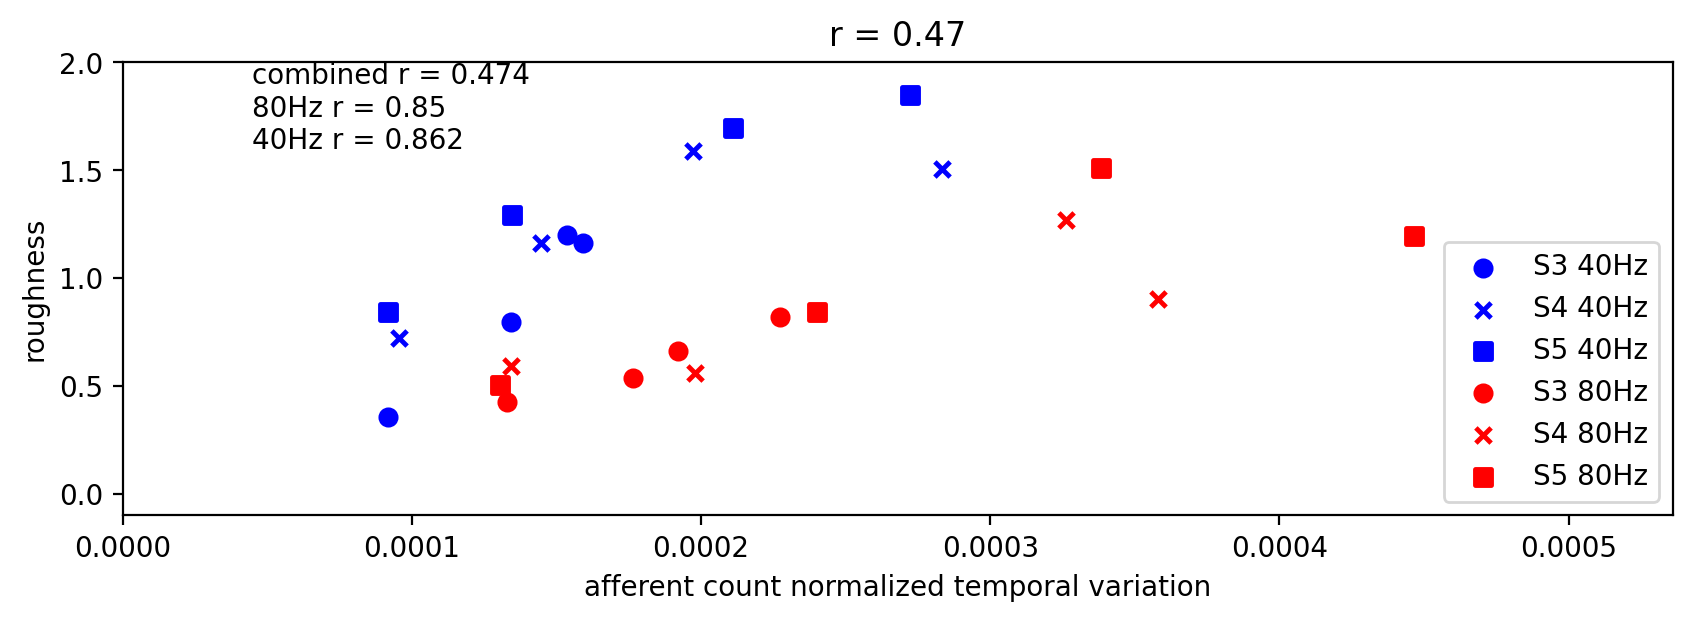 r = 0.47
combined r = 0.474
80Hz r = 0.85
40Hz r = 0.862
2.0
1.5
1.0
0.5
0.0
roughness
S3 40Hz
S4 40Hz
S5 40Hz
S3 80Hz
S4 80Hz
S5 80Hz
0.0000 0.0001 0.0002 0.0003 0.0004 0.0005
afferent count normalized temporal variation